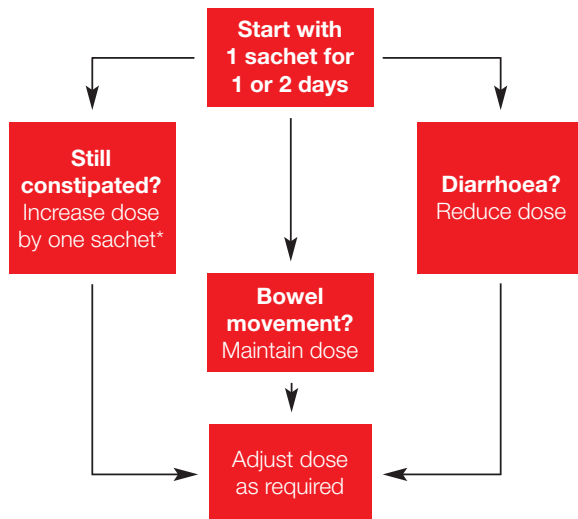 Start with
1 sachet for
1 or 2 days
Still
constipated?
Increase dose
by one sachet*
Diarrhoea?
Reduce dose
Bowel
movement?
Maintain dose
Adjust dose
as required